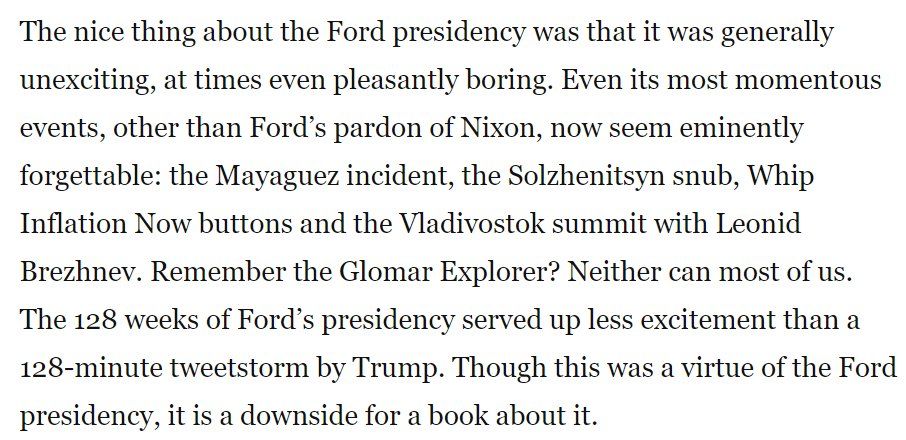 The nice thing about the Ford presidency was that it was generally
unexciting, at times even pleasantly boring. Even its most momentous
events, other than Ford’s pardon of Nixon, now seem eminently
forgettable: the Mayaguez incident, the Solzhenitsyn snub, Whip
Inflation Now buttons and the Vladivostok summit with Leonid
Brezhnev. Remember the Glomar Explorer? Neither can most of us.
The 128 weeks of Ford’s presidency served up less excitement than a
128-minute tweetstorm by Trump. Though this was a virtue of the Ford
presidency, it is a downside for a book about it.